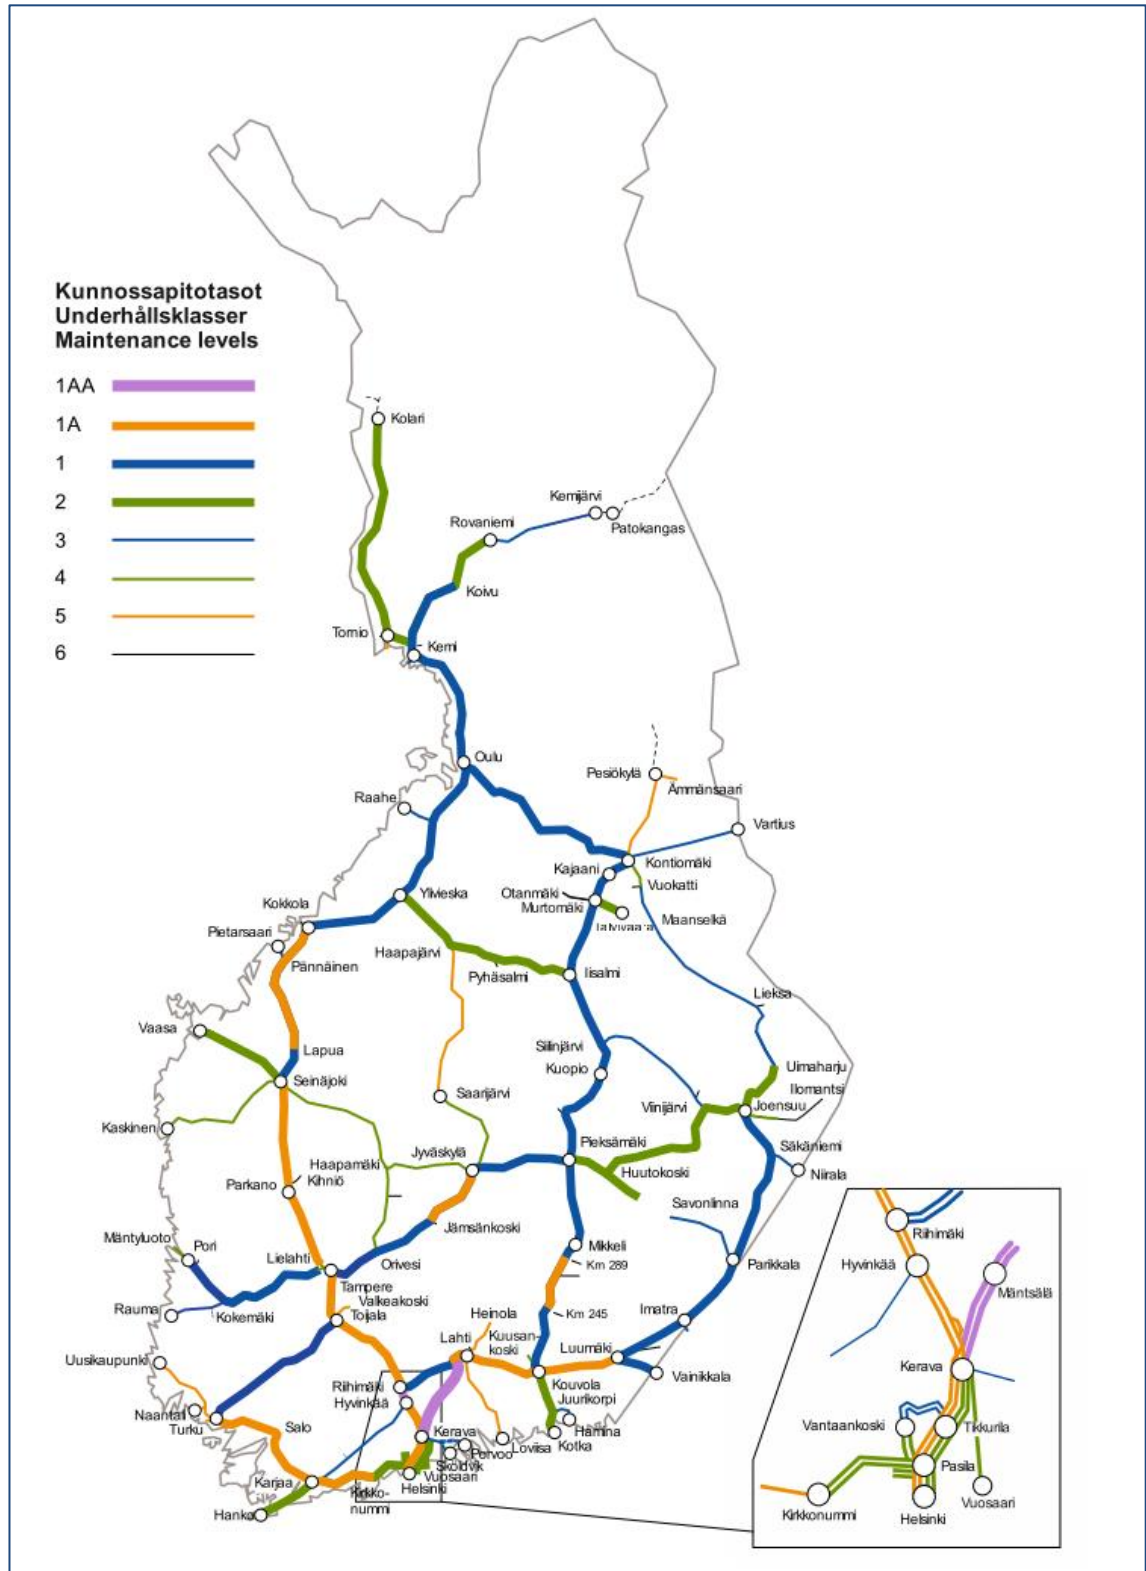 Kunnossapitotasot
Underhållsklasser
Maintenance levels
1AA
1A
1
2
3
4
5
6
Kolari
Kemijärvi
Patokangas
Rovaniemi
Koivu
Tornio
Kemi
Oulu
Pesiökylä
Ämmänsaari
Raahe
Vartius
Kontiomäki
Kajaani
Vuokatti
Otanmäki
Murtomäki
Talvivaara
Maanselkä
Ylivieska
Kokkola
Pietarsaari
Pännäinen
Haapajärvi
Pyhäsalmi
Iisalmi
Lieksa
Vaasa
Lapua
Seinäjoki
Siilinjärvi
Kuopio
Uimaharju
Ilomantsi
Saarijärvi
Viinijärvi
Joensuu
Kaskinen
Jyväskylä
Pieksämäki
Säkäniemi
Haapamäki
Kihniö
Parkano
Huutokoski
Niirala
Savonlinna
Jämsänkoski
Mäntyluoto
Pori
Lielahti
Orivesi
Mikkeli
Km 289
Parikkala
Tampere
Valkeakoski
Toijala
Rauma
Kokemäki
Heinola
Km 245
Imatra
Lahti
Kuusan-
koski
Luumäki
Uusikaupunki
Vainikkala
Riihimäki
Hyvinkää
Kouvola
Juurikorpi
Naantali
Turku
Salo
Kerava
Porvoo
Sköldvik
Vuosaari
Helsinki
Loviisa
Hamina
Kotka
Karjaa
Kirkko-
nummi
Hanko
Riihimäki
Hyvinkää
Mäntsälä
Kerava
Vantaankoski
Tikkurila
Pasila
Kirkkonummi
Helsinki
Vuosaari